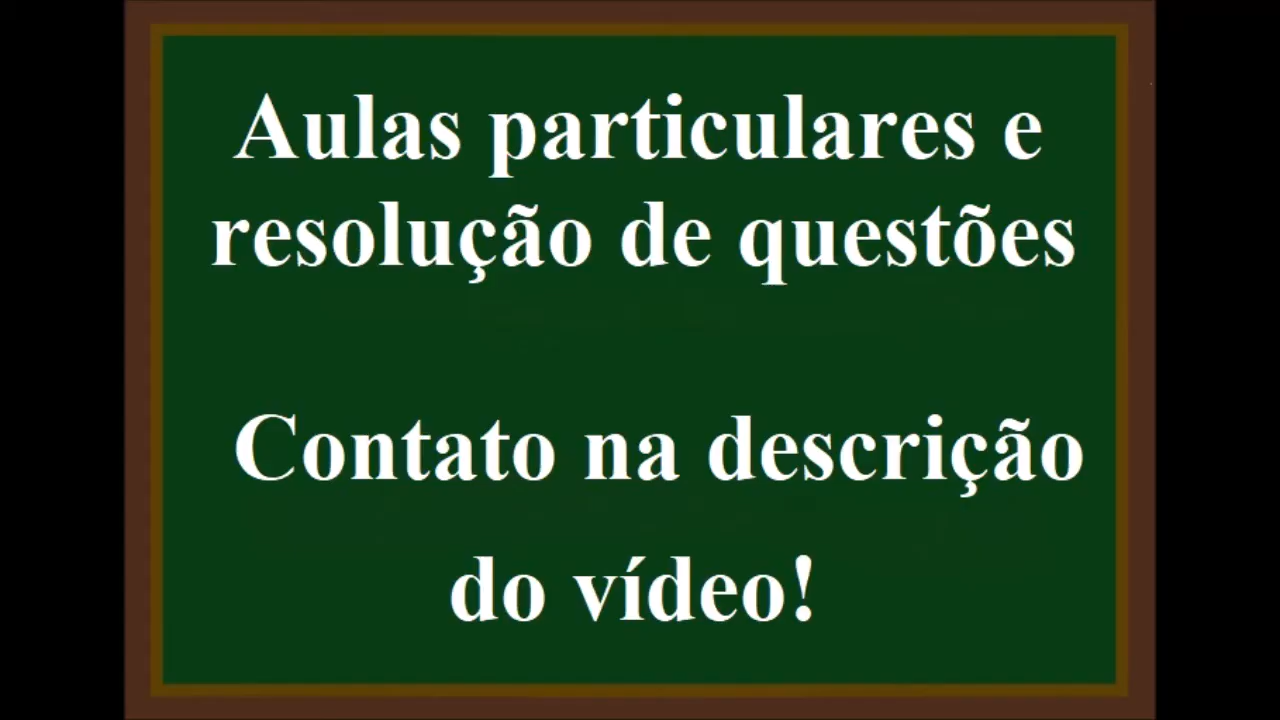 Aulas particulares e
resolução de questões
Contato na descrição
do vídeo!